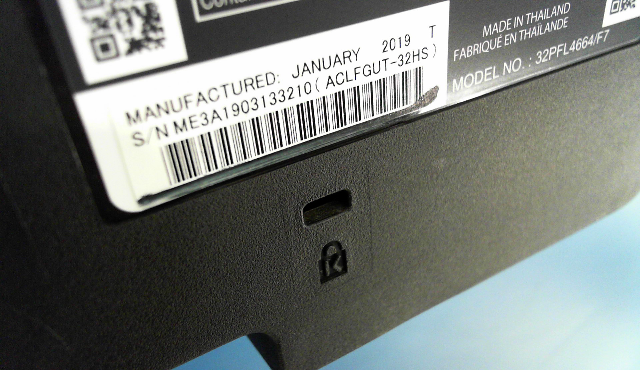 MANUFACTURED: JANUARY 2019 T
S/N ME3A1903133210 ( ACLFGUT-32HS )
MADE IN THAILAND
FABRIQUÉ EN THAÏLANDE
MODEL NO. : 32PFL4664/F7
K